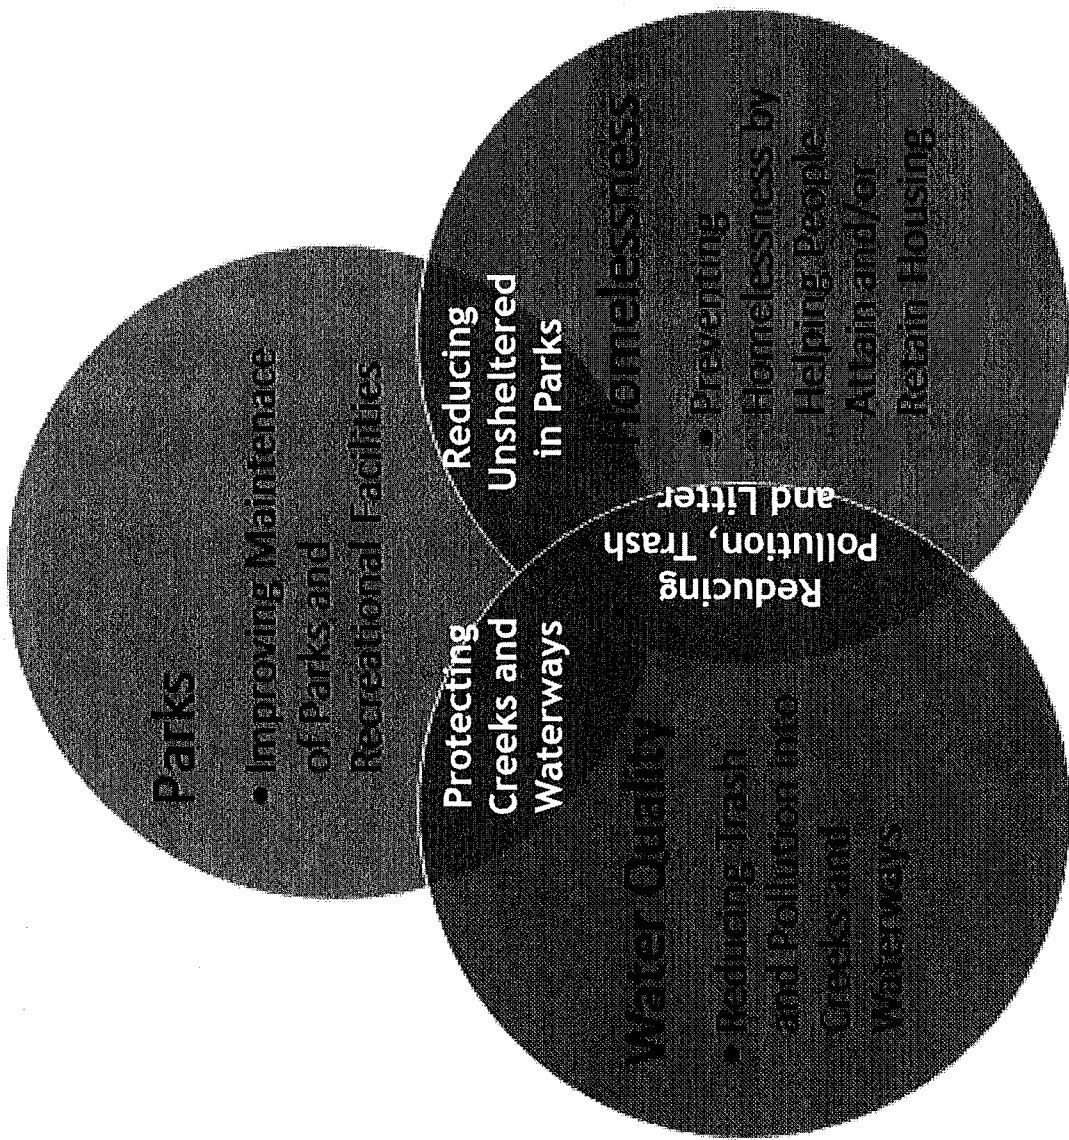 Parks
• Improving Maintenace
of Parks and
Recreational Facilities
Protecting
Creeks and
Waterways
Reducing
Unsheltered
in Parks
Water Quality
• Reducing Trash
and Pollution into
Creeks and
Waterways
Reducing
Pollution, Trash
and Litter
Homelessness
• Preventing
Homelessness by
Helping People
Attain and/or
Retain Housing